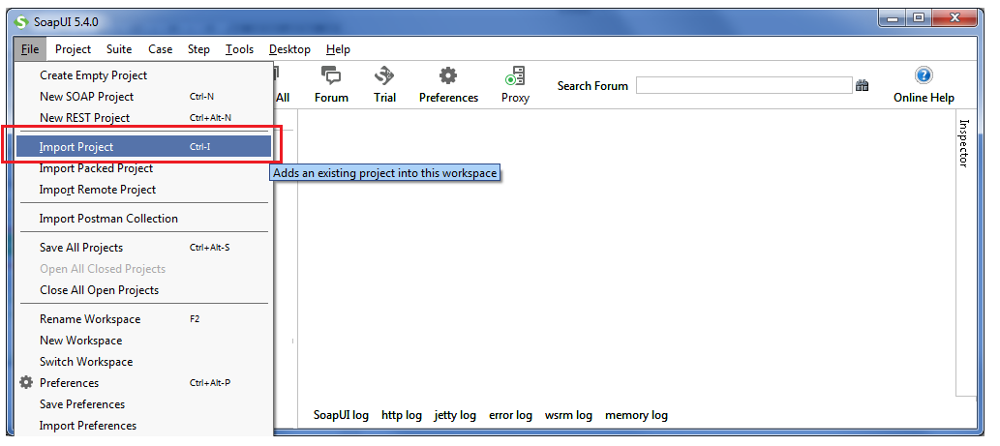 SoapUI 5.4.0
File Project Suite Case Step Tools Desktop Help
All Forum Trial Preferences Proxy Search Forum Online Help
Create Empty Project
New SOAP Project Ctrl-N
New REST Project Ctrl+Alt-N
Import Project Ctrl-I
Adds an existing project into this workspace
Import Packed Project
Import Remote Project
Import Postman Collection
Save All Projects Ctrl+Alt-S
Open All Closed Projects
Close All Open Projects
Rename Workspace F2
New Workspace
Switch Workspace
Preferences Ctrl+Alt-P
Save Preferences
Import Preferences
Inspector
SoapUI log http log jetty log error log wsrm log memory log